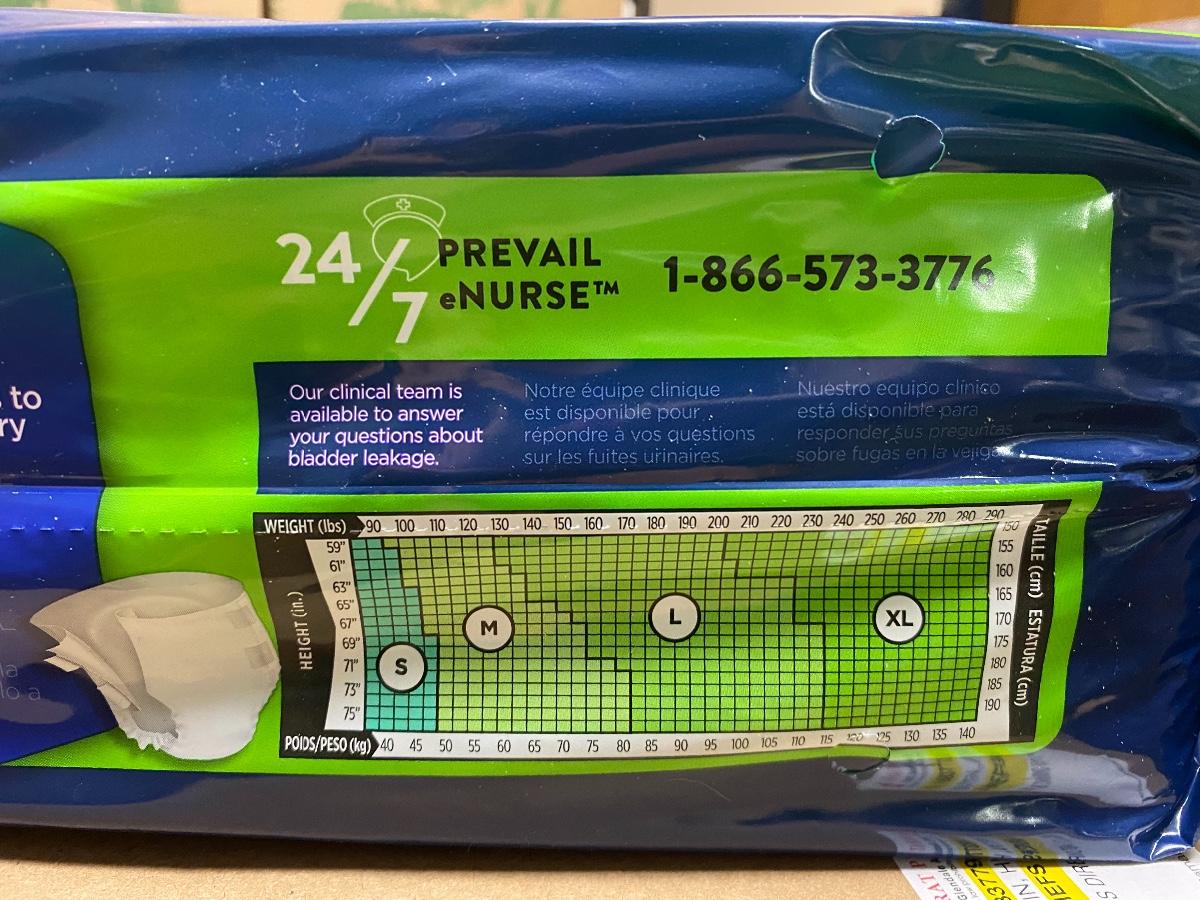 24/7 PREVAIL
eNURSE™
1-866-573-3776
to
ry
Our clinical team is
available to answer
your questions about
bladder leakage.
Notre équipe clinique
est disponible pour
répondre à vos questions
sur les fuites urinaires.
Nuestro equipo clínico
está disponible para
responder sus preguntas
sobre fugas en la vejiga.
WEIGHT (lbs) 90 100 110 120 130 140 150 160 170 180 190 200 210 220 230 240 250 260 270 280 290
HEIGHT (in.)
59"
61"
63"
65"
67"
69"
71"
73"
75"
S
M
L
XL
TAILLE (cm) ESTATURA (cm)
150
155
160
165
170
175
180
185
190
POIDS/PESO (kg) 40 45 50 55 60 65 70 75 80 85 90 95 100 105 110 115 120 125 130 135 140
la
lo a
Glendale